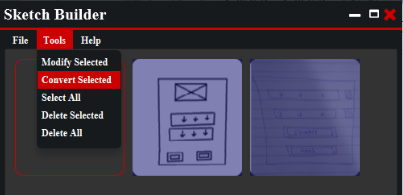 Sketch Builder
File Tools Help
Modify Selected
Convert Selected
Select All
Delete Selected
Delete All